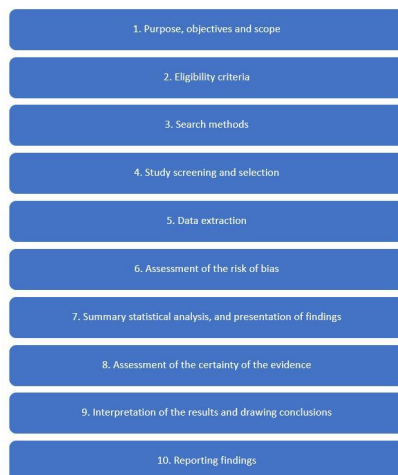 1. Purpose, objectives and scope
2. Eligibility criteria
3. Search methods
4. Study screening and selection
5. Data extraction
6. Assessment of the risk of bias
7. Summary statistical analysis, and presentation of findings
8. Assessment of the certainty of the evidence
9. Interpretation of the results and drawing conclusions
10. Reporting findings